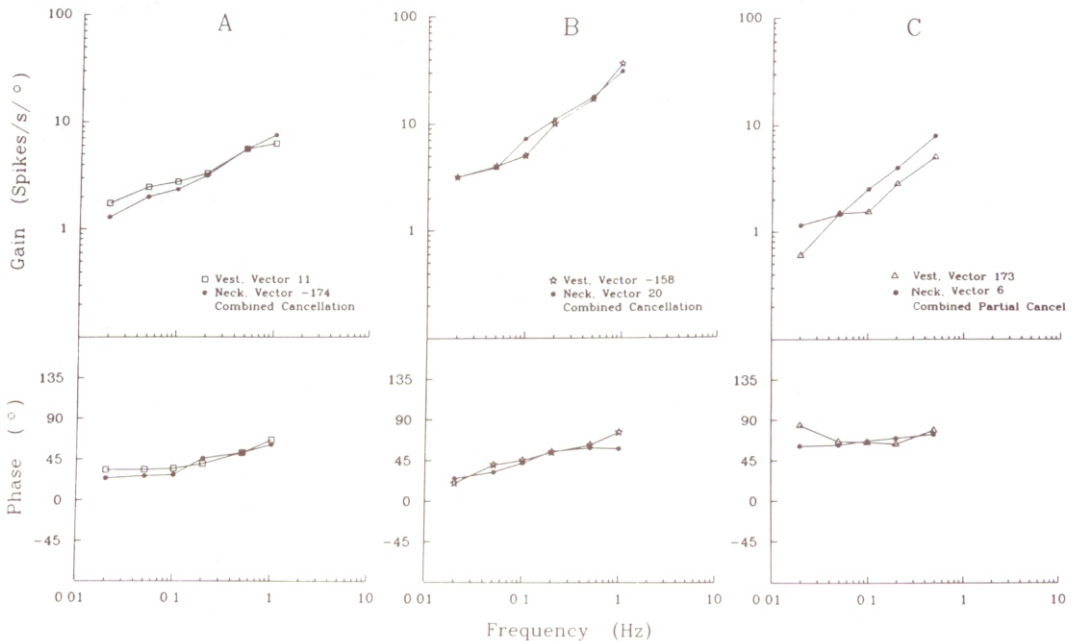 A
B
C
Gain (Spikes/s/°)
100
10
1
Vest, Vector 11
Neck, Vector -174
Combined Cancellation
100
10
1
Vest, Vector -158
Neck, Vector 20
Combined Cancellation
100
10
1
Vest, Vector 173
Neck, Vector 6
Combined Partial Cancel
Phase (°)
135
90
45
0
-45
135
90
45
0
-45
135
90
45
0
-45
0.01 0.1 1 10
0.1 1 10
0.01 0.1 1 10
Frequency (Hz)